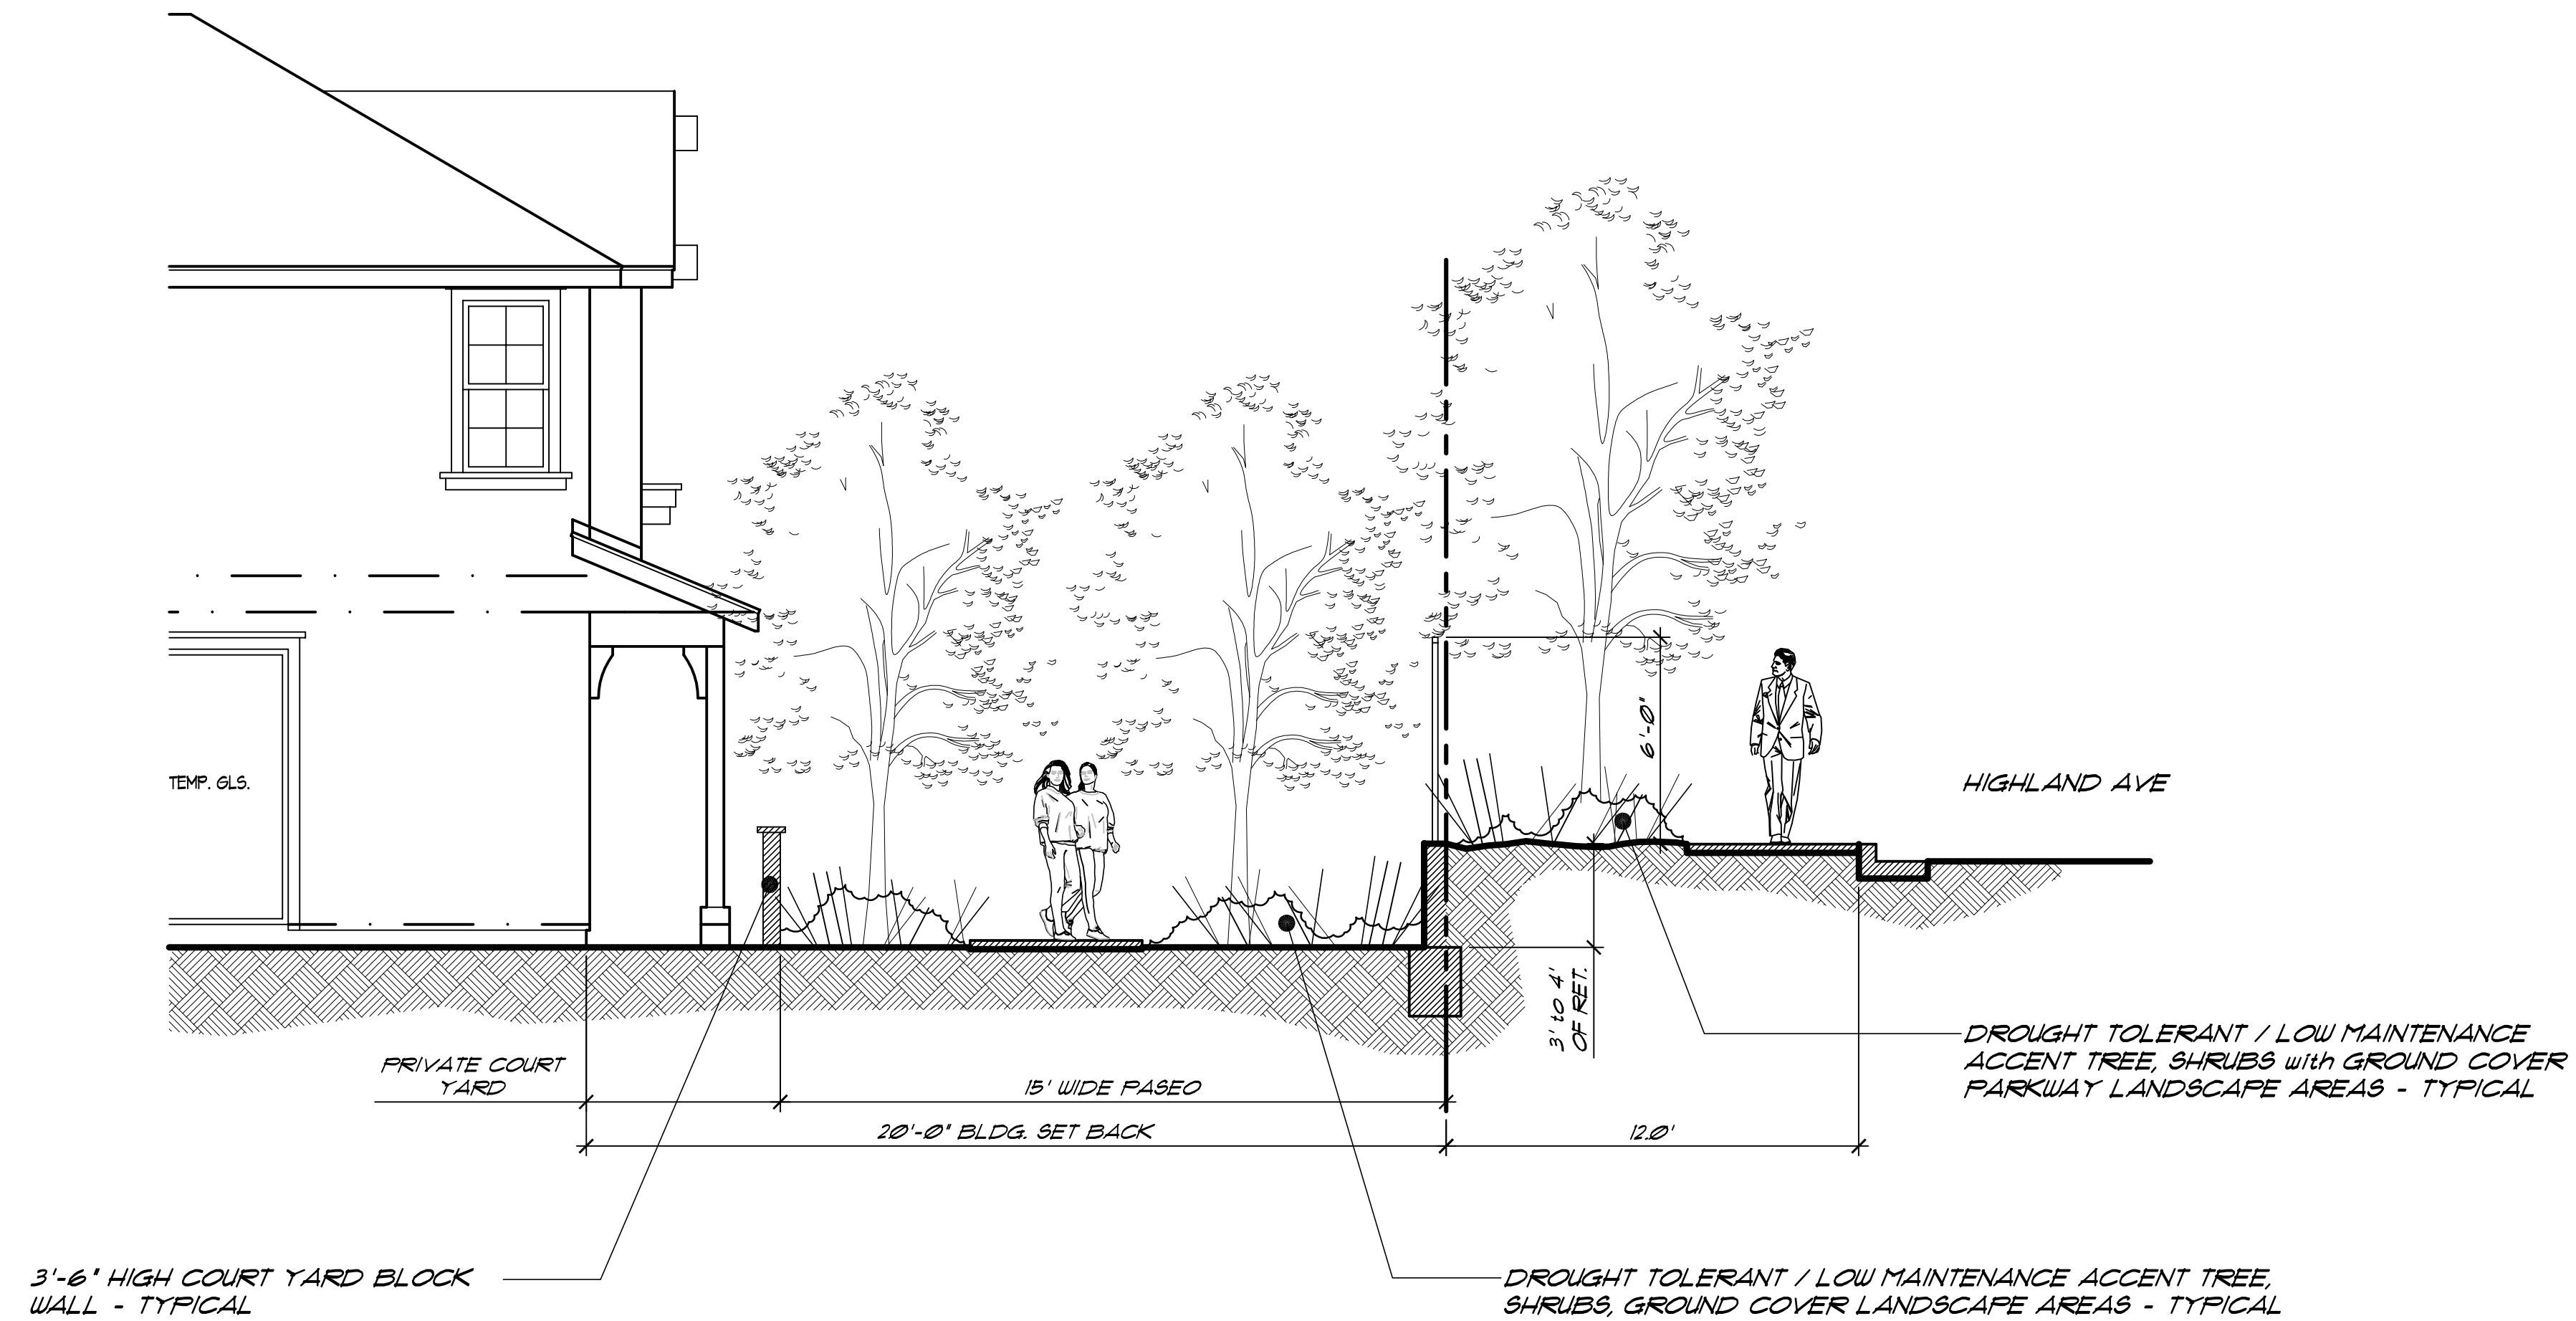 TEMP. GLS.
6'-0"
HIGHLAND AVE
3' to 4'
OF RET.
DROUGHT TOLERANT / LOW MAINTENANCE
ACCENT TREE, SHRUBS with GROUND COVER
PARKWAY LANDSCAPE AREAS - TYPICAL
PRIVATE COURT
YARD
15' WIDE PASEO
20'-0" BLDG. SET BACK
12.0'
3'-6" HIGH COURT YARD BLOCK
WALL - TYPICAL
DROUGHT TOLERANT / LOW MAINTENANCE ACCENT TREE,
SHRUBS, GROUND COVER LANDSCAPE AREAS - TYPICAL